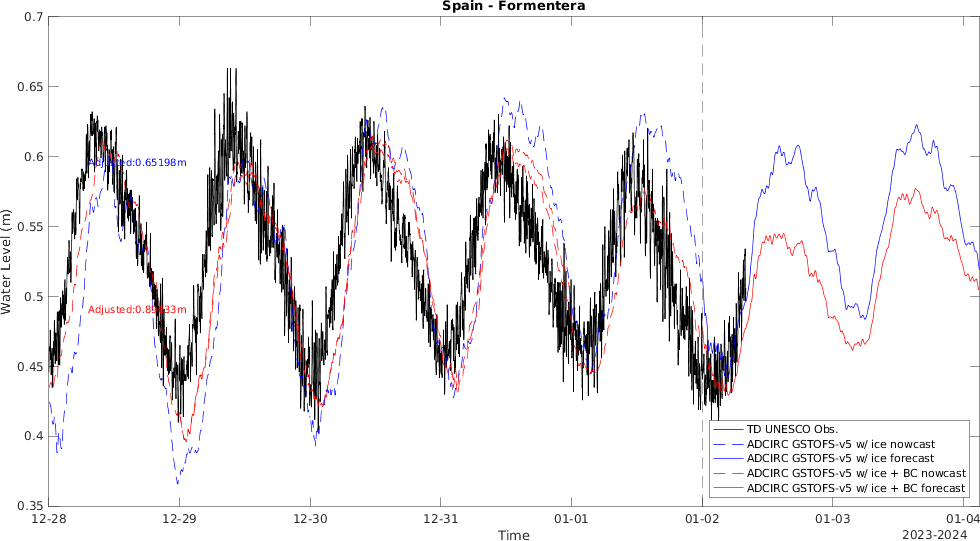 Spain - Formentera
Water Level (m)
0.7
0.65
0.6
0.55
0.5
0.45
0.4
0.35
Adjusted:0.65198m
TD UNESCO Obs.
ADCIRC GSTOFS-v5 w/ ice nowcast
ADCIRC GSTOFS-v5 w/ ice forecast
ADCIRC GSTOFS-v5 w/ ice + BC nowcast
ADCIRC GSTOFS-v5 w/ ice + BC forecast
12-28
12-29
12-30
12-31
01-01
01-02
01-03
01-04
Time
2023-2024